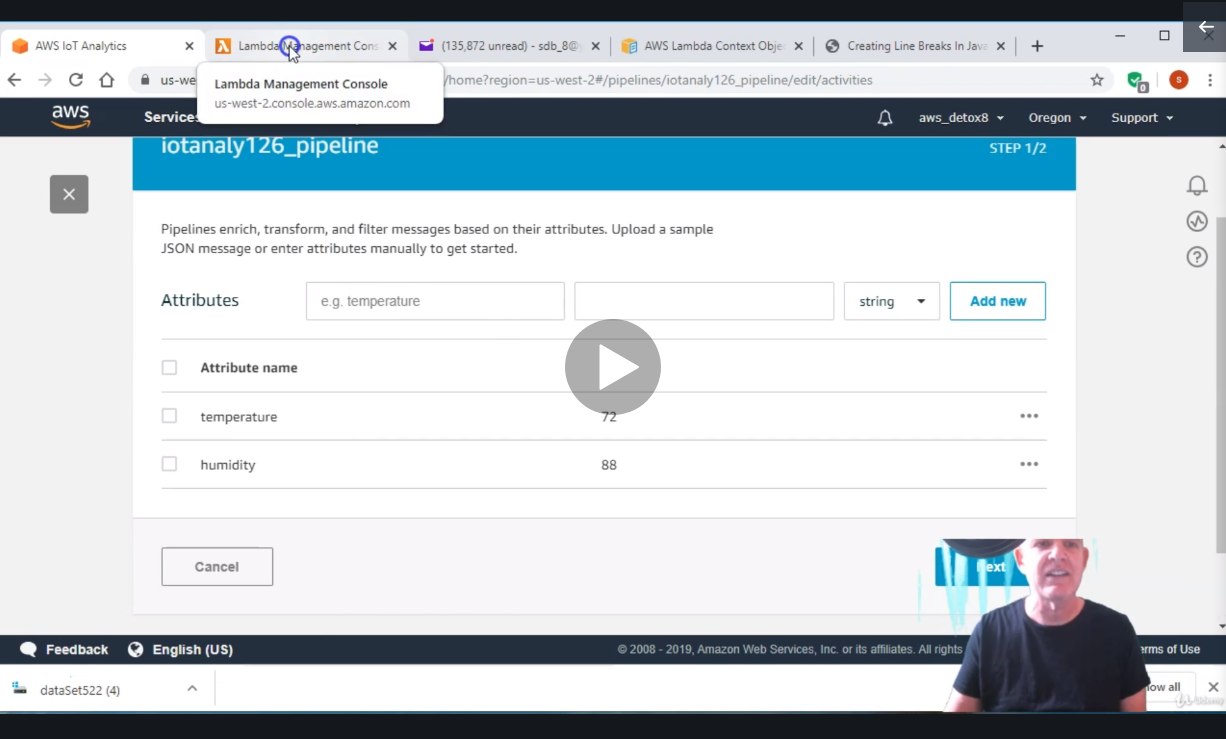 AWS IoT Analytics
Lambda Management Cons
(135,872 unread) - sdb_8@
AWS Lambda Context Obje
Creating Line Breaks In Java
us-we
/home?region=us-west-2#/pipelines/iotanaly126_pipeline/edit/activities
0
s
Lambda Management Console
us-west-2.console.aws.amazon.com
aws
Services
aws_detox8
Oregon
Support
iotanaly126_pipeline
STEP 1/2
Pipelines enrich, transform, and filter messages based on their attributes. Upload a sample
JSON message or enter attributes manually to get started.
Attributes
e.g. temperature
string
Add new
Attribute name
temperature
72
humidity
88
Cancel
ext
Feedback
English (US)
© 2008 - 2019, Amazon Web Services, Inc. or its affiliates. All rights
erms of Use
dataSet522 (4)
ow all
Udemy